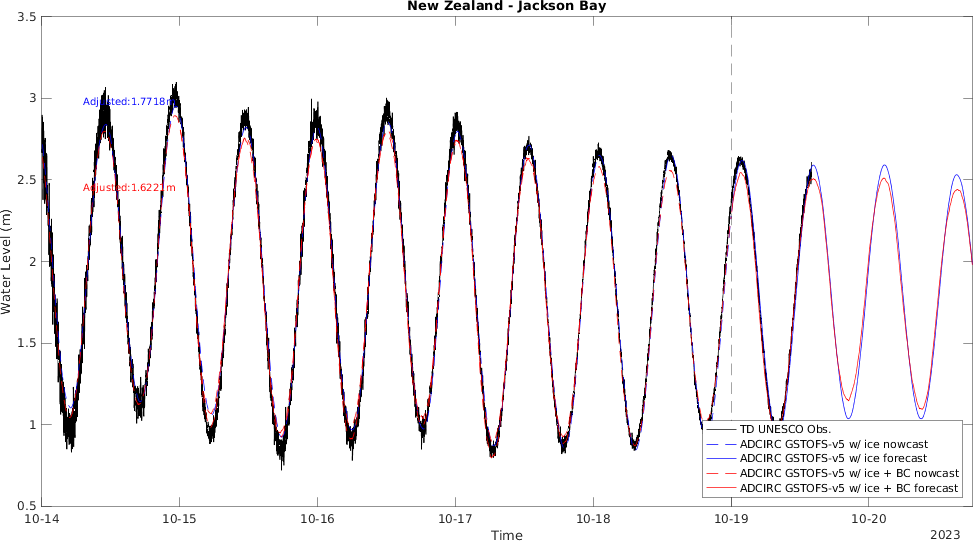 New Zealand - Jackson Bay
3.5
3
2.5
2
1.5
1
0.5
Water Level (m)
Adjusted:1.7718m
Adjusted:1.6221m
TD UNESCO Obs.
ADCIRC GSTOFS-v5 w/ ice nowcast
ADCIRC GSTOFS-v5 w/ ice forecast
ADCIRC GSTOFS-v5 w/ ice + BC nowcast
ADCIRC GSTOFS-v5 w/ ice + BC forecast
10-14 10-15 10-16 10-17 10-18 10-19 10-20
Time
2023